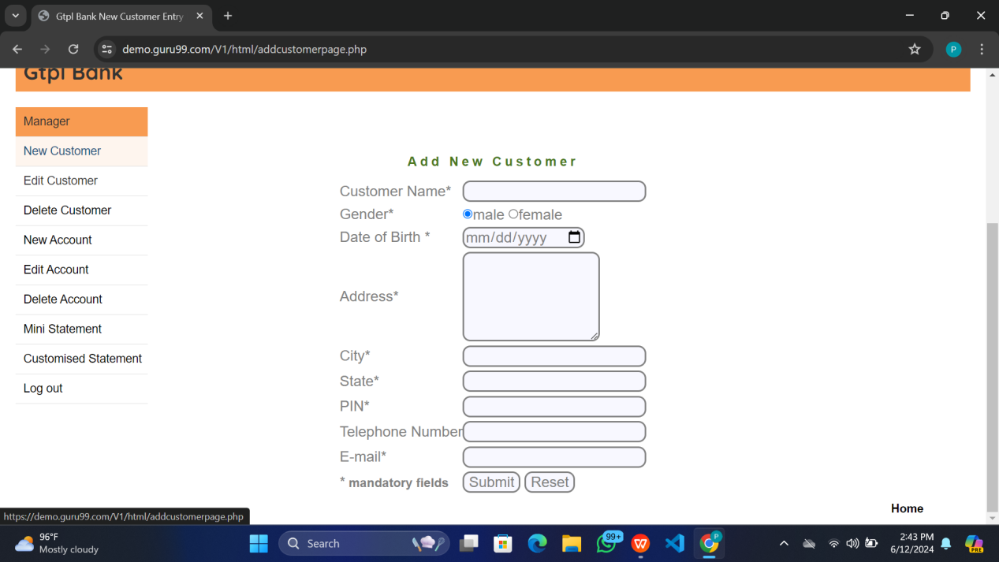 Gtpl Bank New Customer Entry
demo.guru99.com/V1/html/addcustomerpage.php
P
Gtpl Bank
Manager
New Customer
Edit Customer
Delete Customer
New Account
Edit Account
Delete Account
Mini Statement
Customised Statement
Log out
Add New Customer
Customer Name*
Gender* male female
Date of Birth * mm/dd/yyyy
Address*
City*
State*
PIN*
Telephone Number
E-mail*
* mandatory fields Submit Reset
Home
https://demo.guru99.com/V1/html/addcustomerpage.php
96°F
Mostly cloudy
Search
99+
W
P
2:43 PM
6/12/2024
PRE